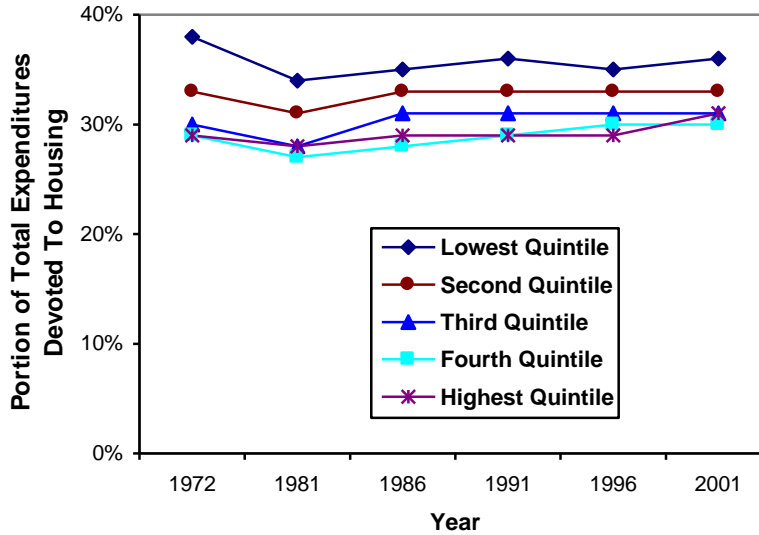 Portion of Total Expenditures
Devoted To Housing
40%
30%
20%
10%
0%
Lowest Quintile
Second Quintile
Third Quintile
Fourth Quintile
Highest Quintile
1972 1981 1986 1991 1996 2001
Year